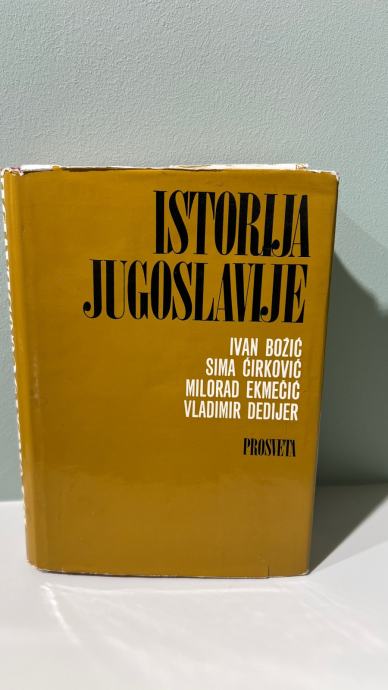 ISTORIJA
JUGOSLAVIJE
IVAN BOŽIĆ
SIMA ĆIRKOVIĆ
MILORAD EKMEČIĆ
VLADIMIR DEDIJER
PROSVETA